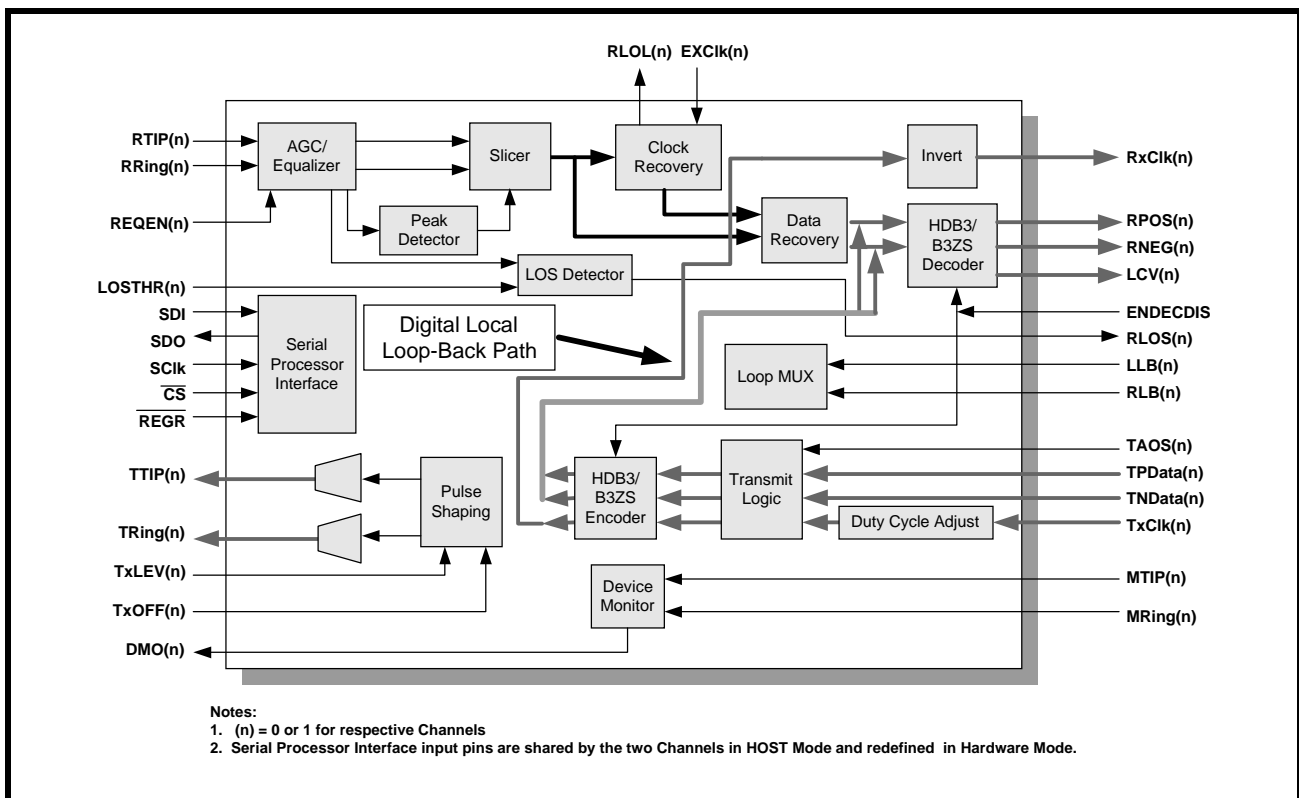 RLOL(n) EXClk(n)
RTIP(n)
RRing(n)
REQEN(n)
LOSTHR(n)
SDI
SDO
SClk
CS
REGR
TTIP(n)
TRing(n)
TxLEV(n)
TxOFF(n)
DMO(n)
AGC/
Equalizer
Slicer
Peak
Detector
LOS Detector
Clock
Recovery
Data
Recovery
Invert
HDB3/
B3ZS
Decoder
Serial
Processor
Interface
Digital Local
Loop-Back Path
Loop MUX
Pulse
Shaping
HDB3/
B3ZS
Encoder
Transmit
Logic
Duty Cycle Adjust
Device
Monitor
RxClk(n)
RPOS(n)
RNEG(n)
LCV(n)
ENDECDIS
RLOS(n)
LLB(n)
RLB(n)
TAOS(n)
TPData(n)
TNData(n)
TxClk(n)
MTIP(n)
MRing(n)
Notes:
1. (n) = 0 or 1 for respective Channels
2. Serial Processor Interface input pins are shared by the two Channels in HOST Mode and redefined in Hardware Mode.